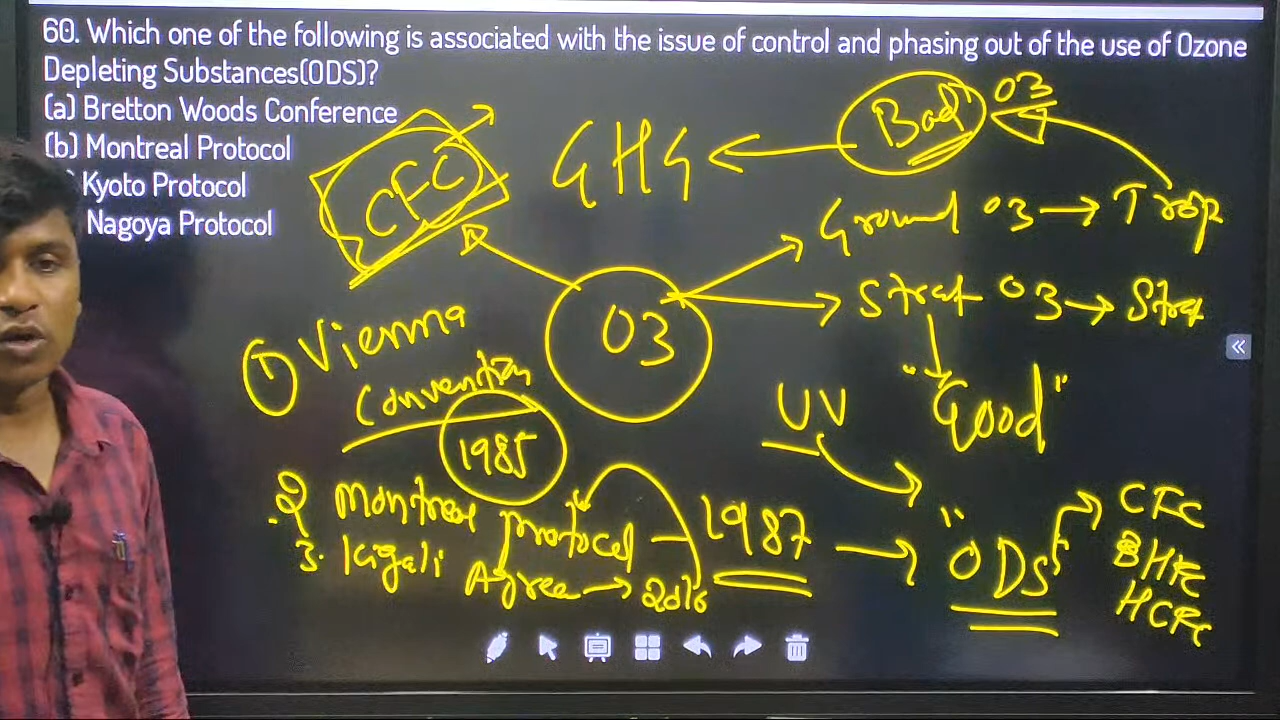 60. Which one of the following is associated with the issue of control and phasing out of the use of Ozone
Depleting Substances(ODS)?
(a) Bretton Woods Conference
(b) Montreal Protocol
) Kyoto Protocol
Nagoya Protocol
CFC
GHG
Bad
O3
Ground O3 → Trop
Strat O3 → Strat
O3
"Good"
① Vienna
Convention
1985
UV
2 Montreal protocol - 1987 → "ODS
3. Kigali Agree → 2016
CFC
HFC
HCFC